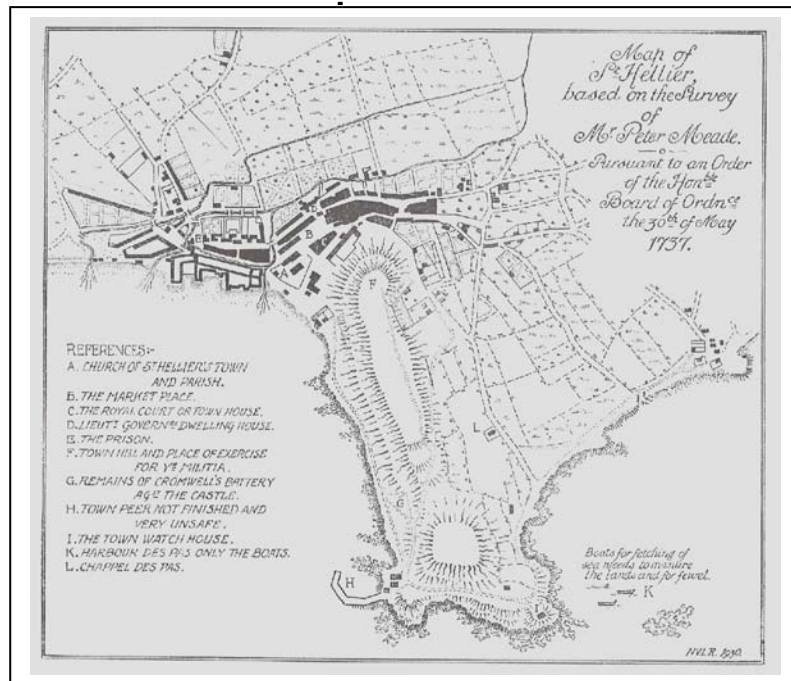 Map of
St Hellier,
based on the Survey
of
Mr Peter Meade.
Pursuant to an Order
of the Honble
Board of Ordnce
the 30th of May
1737.
REFERENCES:-
A. CHURCH OF ST HELLIER'S TOWN
AND PARISH.
B. THE MARKET PLACE.
C. THE ROYAL COURT OR TOWN HOUSE.
D. LIEUTT GOVERNRS DWELLING HOUSE.
E. THE PRISON.
F. TOWN HILL AND PLACE OF EXERCISE
FOR YE MILITIA.
G. REMAINS OF CROMWELL'S BATTERY
AGST THE CASTLE.
H. TOWN PEER NOT FINISHED AND
VERY UNSAFE.
I. THE TOWN WATCH HOUSE.
K. HARBOUR DES PAS ONLY THE BOATS.
L. CHAPPEL DES PAS.
E
B
A
F
L
G
H
I
Boats for fetching of
sea weeds to manure
the lands and for fewel.
K
1930.